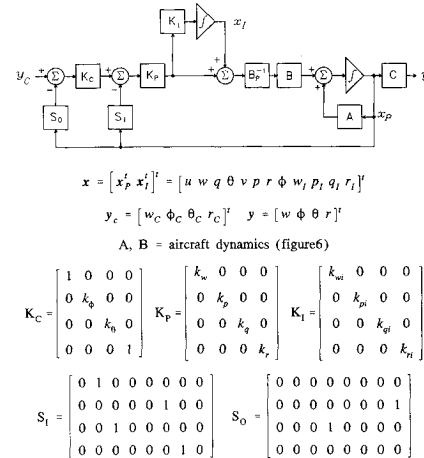 K_I ∫ x_I
y_C + − K_C + − K_P + + B_P^{-1} B + + ∫ C y
S_O S_I A x_P
x = [x_P^t x_I^t]^t = [u w q θ v p r φ w_I p_I q_I r_I]^t
y_c = [w_C φ_C θ_C r_C]^t y = [w φ θ r]^t
A, B = aircraft dynamics (figure6)
K_C = [1 0 0 0; 0 k_φ 0 0; 0 0 k_θ 0; 0 0 0 1] K_P = [k_w 0 0 0; 0 k_p 0 0; 0 0 k_q 0; 0 0 0 k_r] K_I = [k_wi 0 0 0; 0 k_pi 0 0; 0 0 k_qi 0; 0 0 0 k_ri]
S_I = [0 1 0 0 0 0 0 0; 0 0 0 0 0 1 0 0; 0 0 1 0 0 0 0 0; 0 0 0 0 0 0 1 0] S_O = [0 0 0 0 0 0 0 0; 0 0 0 0 0 0 0 1; 0 0 0 1 0 0 0 0; 0 0 0 0 0 0 0 0]